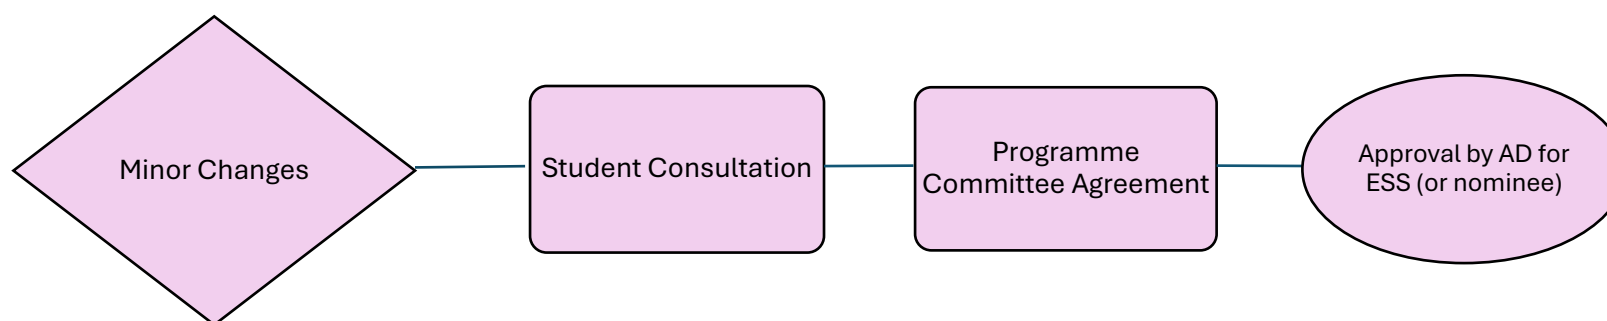 Minor Changes
Student Consultation
Programme
Committee Agreement
Approval by AD for
ESS (or nominee)